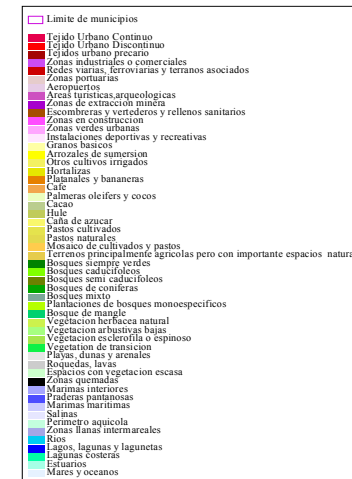 Limite de municipios
Tejido Urbano Continuo
Tejido Urbano Discontinuo
Tejidos urbano precario
Zonas industriales o comerciales
Redes viarias, ferroviarias y terranos asociados
Zonas portuarias
Aeropuertos
Areas turisticas,arqueologicas
Zonas de extraccion minera
Escombreras y vertederos y rellenos sanitarios
Zonas en construccion
Zonas verdes urbanas
Instalaciones deportivas y recreativas
Granos basicos
Arrozales de sumersion
Otros cultivos irrigados
Hortalizas
Platanales y bananeras
Cafe
Palmeras oleifers y cocos
Cacao
Hule
Caña de azucar
Pastos cultivados
Pastos naturales
Mosaico de cultivados y pastos
Terrenos principalmente agricolas pero con importante espacios natura
Bosques siempre verdes
Bosques caducifoleos
Bosques semi caducifoleos
Bosques de coniferas
Bosques mixto
Plantaciones de bosques monoespecificos
Bosque de mangle
Vegetacion herbacea natural
Vegetacion arbustivas bajas
Vegetacion esclerofila o espinoso
Vegetation de transicion
Playas, dunas y arenales
Roquedas, lavas
Espacios con vegetacion escasa
Zonas quemadas
Marimas interiores
Praderas pantanosas
Marimas maritimas
Salinas
Perimetro aquicola
Zonas llanas intermareales
Rios
Lagos, lagunas y lagunetas
Lagunas costeras
Estuarios
Mares y oceanos